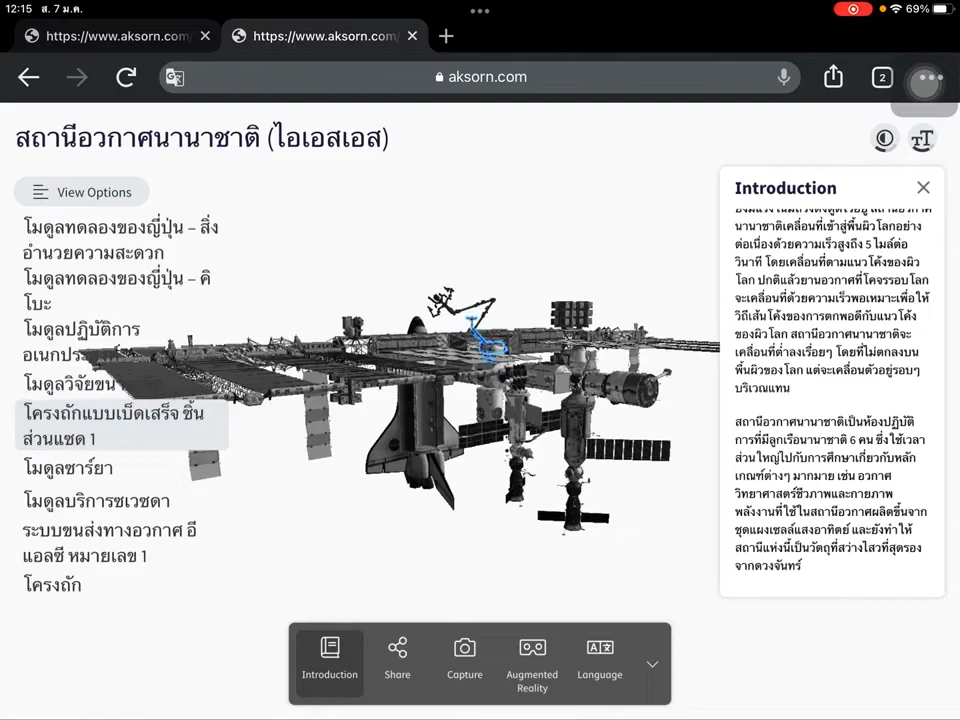 12:15 ส. 7 ม.ค.
69%
https://www.aksorn.com/
https://www.aksorn.com/
aksorn.com
2
สถานีอวกาศนานาชาติ (ไอเอสเอส)
View Options
โมดูลทดลองของญี่ปุ่น – สิ่ง
อำนวยความสะดวก
โมดูลทดลองของญี่ปุ่น – คิ
โบะ
โมดูลปฏิบัติการ
โมดูลวิจัย
โครงถักแบบเบ็ดเสร็จ ชิ้น
ส่วนแซด 1
โมดูลซาร์ยา
โมดูลบริการซเวซดา
ระบบขนส่งทางอวกาศ อี
แอลซี หมายเลข 1
โครงถัก
Introduction
นานาชาติเคลื่อนที่เข้าสู่พื้นผิวโลกอย่าง
ต่อเนื่องด้วยความเร็วสูงถึง 5 ไมล์ต่อ
วินาที โดยเคลื่อนที่ตามแนวโค้งของผิว
โลก ปกติแล้วยานอวกาศที่โคจรรอบโลก
จะเคลื่อนที่ด้วยความเร็วพอเหมาะเพื่อให้
วิถีเส้นโค้งของการตกพอดีกับแนวโค้ง
ของผิวโลก สถานีอวกาศนานาชาติจะ
เคลื่อนที่ต่ำลงเรื่อยๆ โดยที่ไม่ตกลงบน
พื้นผิวของโลก แต่จะเคลื่อนตัวอยู่รอบๆ
บริเวณแทน
สถานีอวกาศนานาชาติเป็นห้องปฏิบัติ
การที่มีลูกเรือนานาชาติ 6 คน ซึ่งใช้เวลา
ส่วนใหญ่ไปกับการศึกษาเกี่ยวกับหลัก
เกณฑ์ต่างๆ มากมาย เช่น อวกาศ
วิทยาศาสตร์ชีวภาพและกายภาพ
พลังงานที่ใช้ในสถานีอวกาศผลิตขึ้นจาก
ชุดแผงเซลล์แสงอาทิตย์ และยังทำให้
สถานีแห่งนี้เป็นวัตถุที่สว่างไสวที่สุดรอง
จากดวงจันทร์
Introduction
Share
Capture
Augmented
Reality
Language